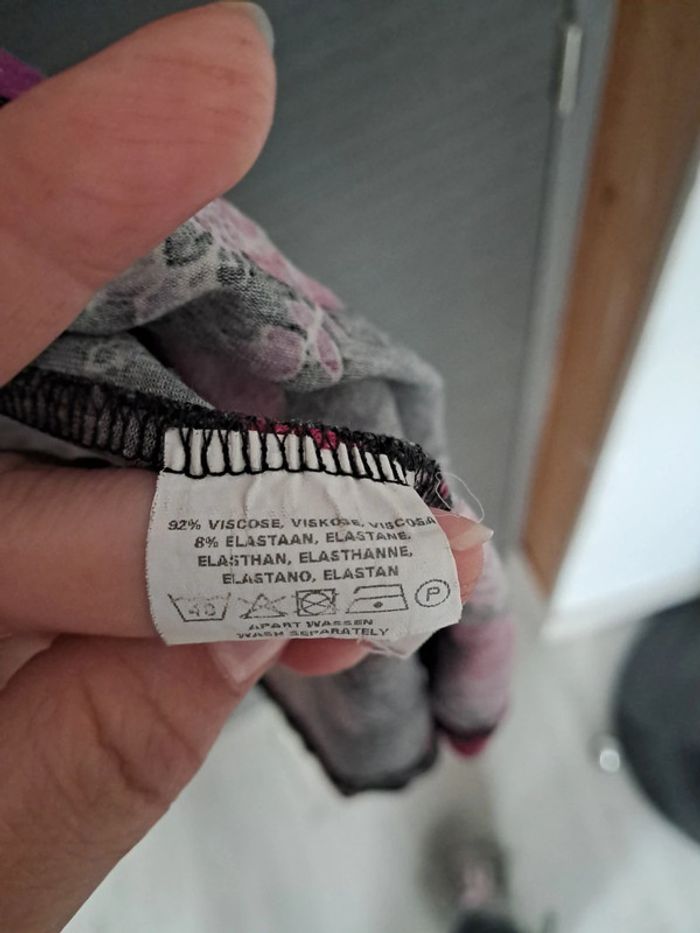 92% VISCOSE, VISKOSE, VISCOSA
8% ELASTAAN, ELASTANE,
ELASTHAN, ELASTHANNE,
ELASTANO, ELASTAN
40 P
APART WASSEN
WASH SEPARATELY